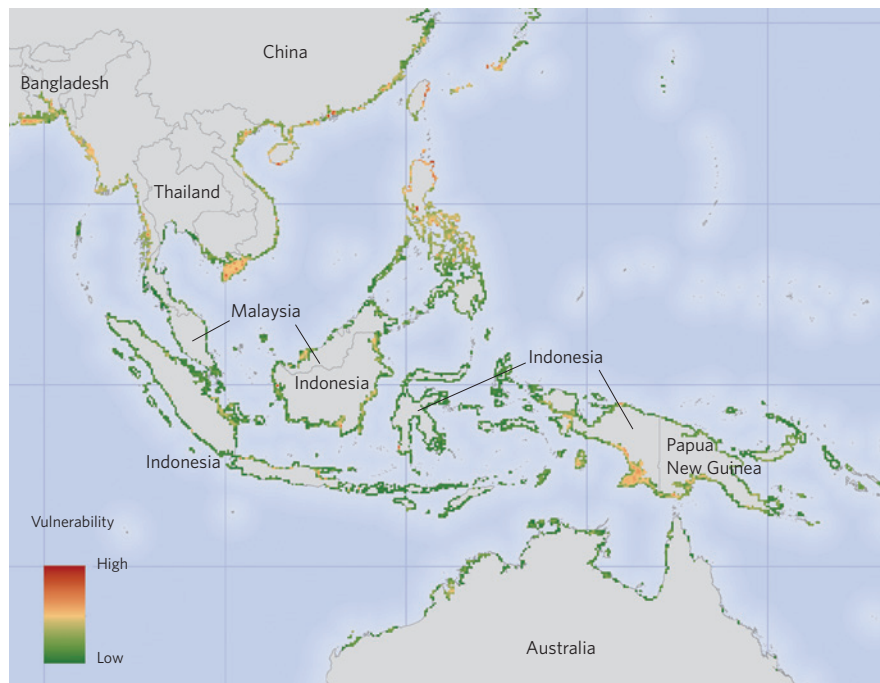 China
Bangladesh
Thailand
Malaysia
Indonesia
Indonesia
Indonesia
Papua
New Guinea
Vulnerability
High
Low
Australia